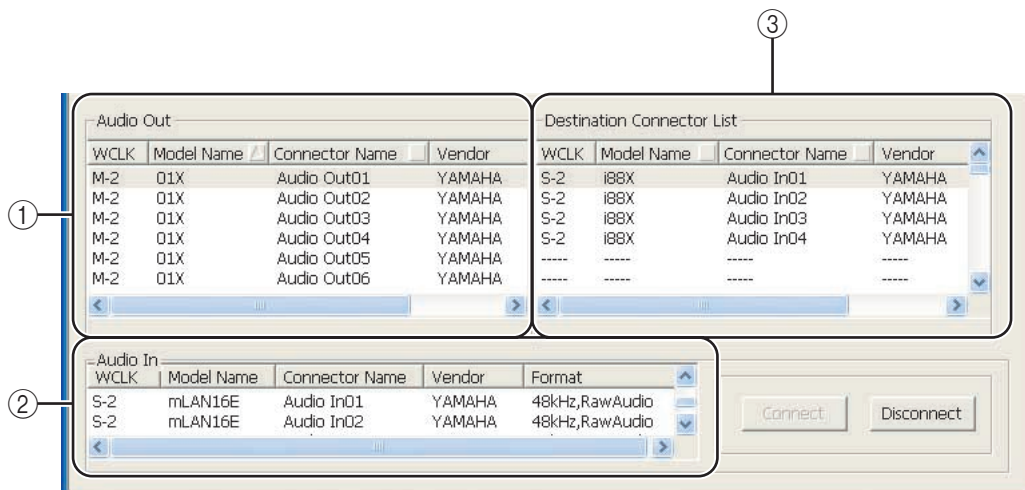 ③
Audio Out
WCLK Model Name Connector Name Vendor
M-2 01X Audio Out01 YAMAHA
M-2 01X Audio Out02 YAMAHA
M-2 01X Audio Out03 YAMAHA
M-2 01X Audio Out04 YAMAHA
M-2 01X Audio Out05 YAMAHA
M-2 01X Audio Out06 YAMAHA
①
Destination Connector List
WCLK Model Name Connector Name Vendor
S-2 i88X Audio In01 YAMAHA
S-2 i88X Audio In02 YAMAHA
S-2 i88X Audio In03 YAMAHA
S-2 i88X Audio In04 YAMAHA
----- ----- ----- -----
----- ----- ----- -----
Audio In
WCLK Model Name Connector Name Vendor Format
S-2 mLAN16E Audio In01 YAMAHA 48kHz,RawAudio
S-2 mLAN16E Audio In02 YAMAHA 48kHz,RawAudio
②
Connect
Disconnect